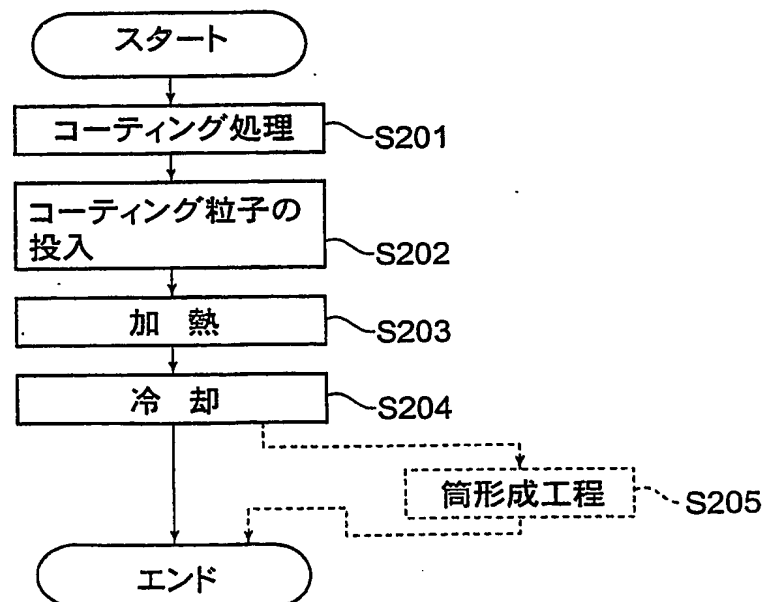 スタート
コーティング処理
S201
コーティング粒子の
投入
S202
加 熱
S203
冷 却
S204
筒形成工程
S205
エンド